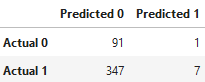 Predicted 0 Predicted 1
Actual 0 91 1
Actual 1 347 7